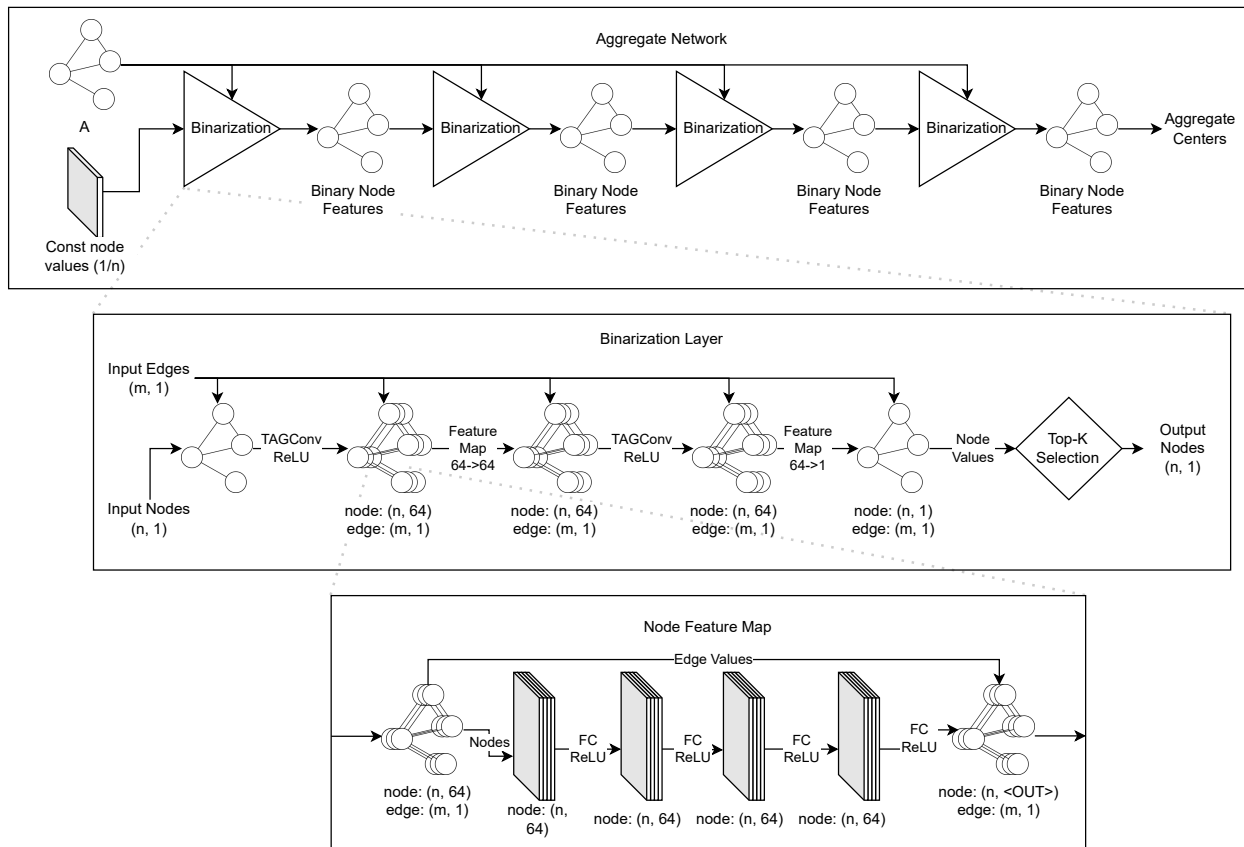 Aggregate Network
A
Binarization
Binarization
Binarization
Binarization
Aggregate
Centers
Binary Node
Features
Binary Node
Features
Binary Node
Features
Binary Node
Features
Const node
values (1/n)
Binarization Layer
Input Edges
(m, 1)
TAGConv
ReLU
Feature
Map
64->64
TAGConv
ReLU
Feature
Map
64->1
Node
Values
Top-K
Selection
Output
Nodes
(n, 1)
Input Nodes
(n, 1)
node: (n, 64)
edge: (m, 1)
node: (n, 64)
edge: (m, 1)
node: (n, 64)
edge: (m, 1)
node: (n, 1)
edge: (m, 1)
Node Feature Map
Edge Values
Nodes
FC
ReLU
FC
ReLU
FC
ReLU
FC
ReLU
node: (n, 64)
edge: (m, 1)
node: (n,
64)
node: (n, 64)
node: (n, 64)
node: (n, 64)
node: (n, <OUT>)
edge: (m, 1)